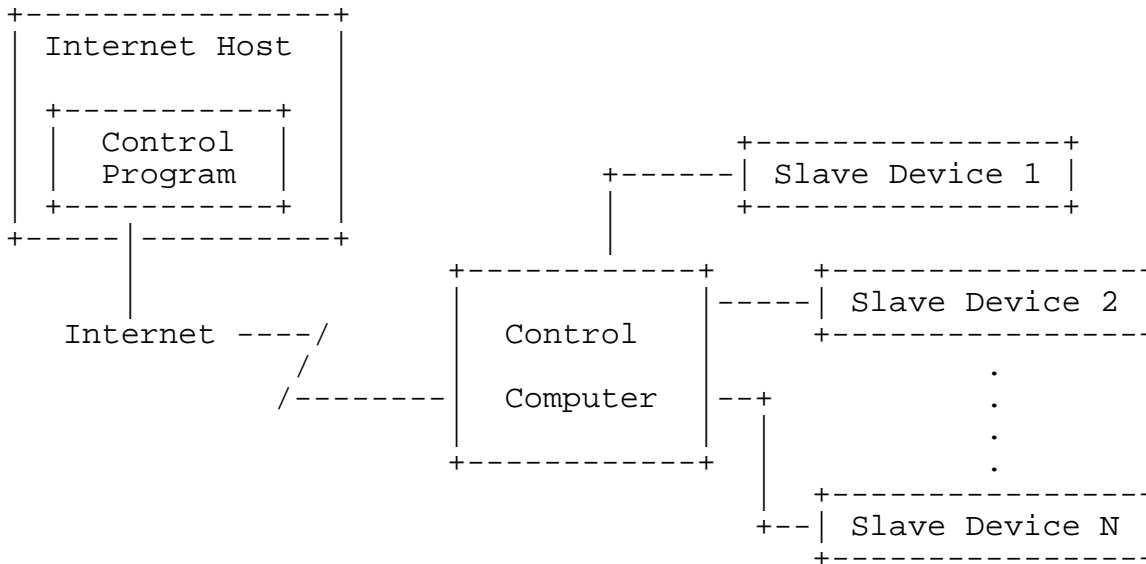 Internet Host
Control
Program
Slave Device 1
Slave Device 2
Internet
Control
Computer
Slave Device N